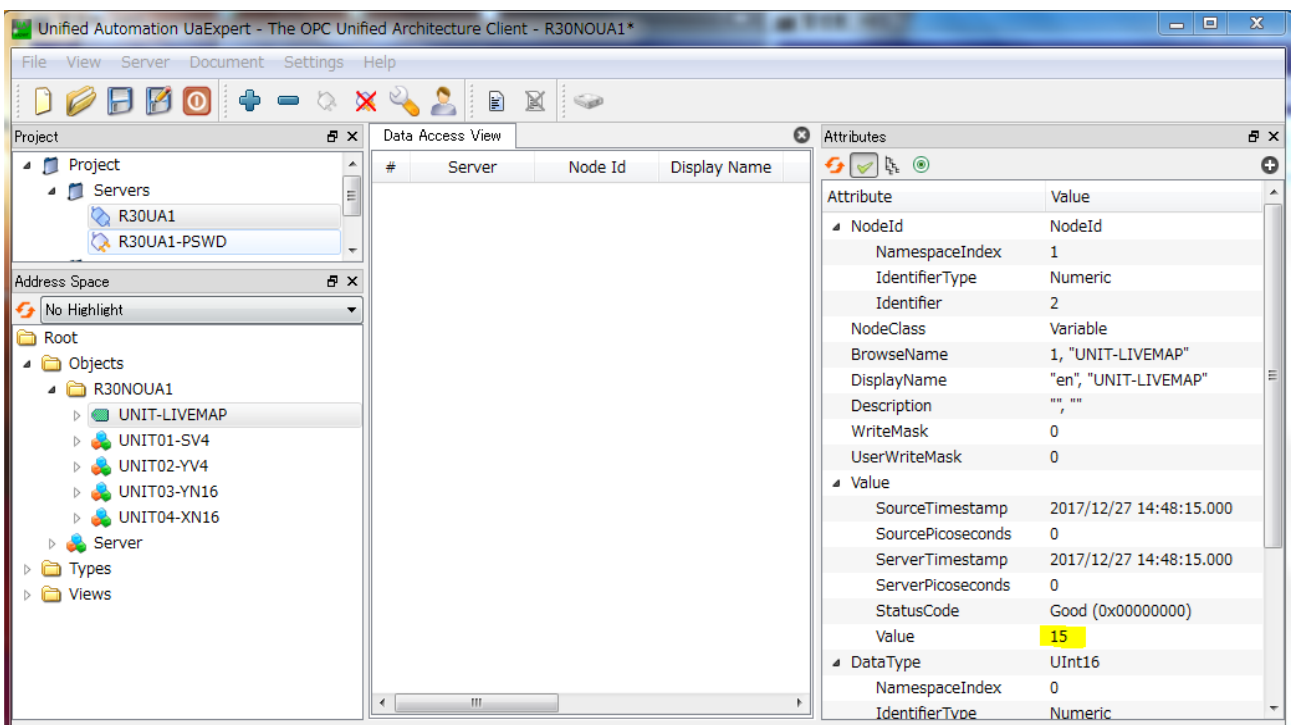 Unified Automation UaExpert - The OPC Unified Architecture Client - R30NOUA1*
File View Server Document Settings Help
Project
Project
Servers
R30UA1
R30UA1-PSWD
Address Space
No Highlight
Root
Objects
R30NOUA1
UNIT-LIVEMAP
UNIT01-SV4
UNIT02-YV4
UNIT03-YN16
UNIT04-XN16
Server
Types
Views
Data Access View
# Server Node Id Display Name
Attributes
Attribute Value
NodeId NodeId
NamespaceIndex 1
IdentifierType Numeric
Identifier 2
NodeClass Variable
BrowseName 1, "UNIT-LIVEMAP"
DisplayName "en", "UNIT-LIVEMAP"
Description "", ""
WriteMask 0
UserWriteMask 0
Value
SourceTimestamp 2017/12/27 14:48:15.000
SourcePicoseconds 0
ServerTimestamp 2017/12/27 14:48:15.000
ServerPicoseconds 0
StatusCode Good (0x00000000)
Value 15
DataType UInt16
NamespaceIndex 0
IdentifierType Numeric